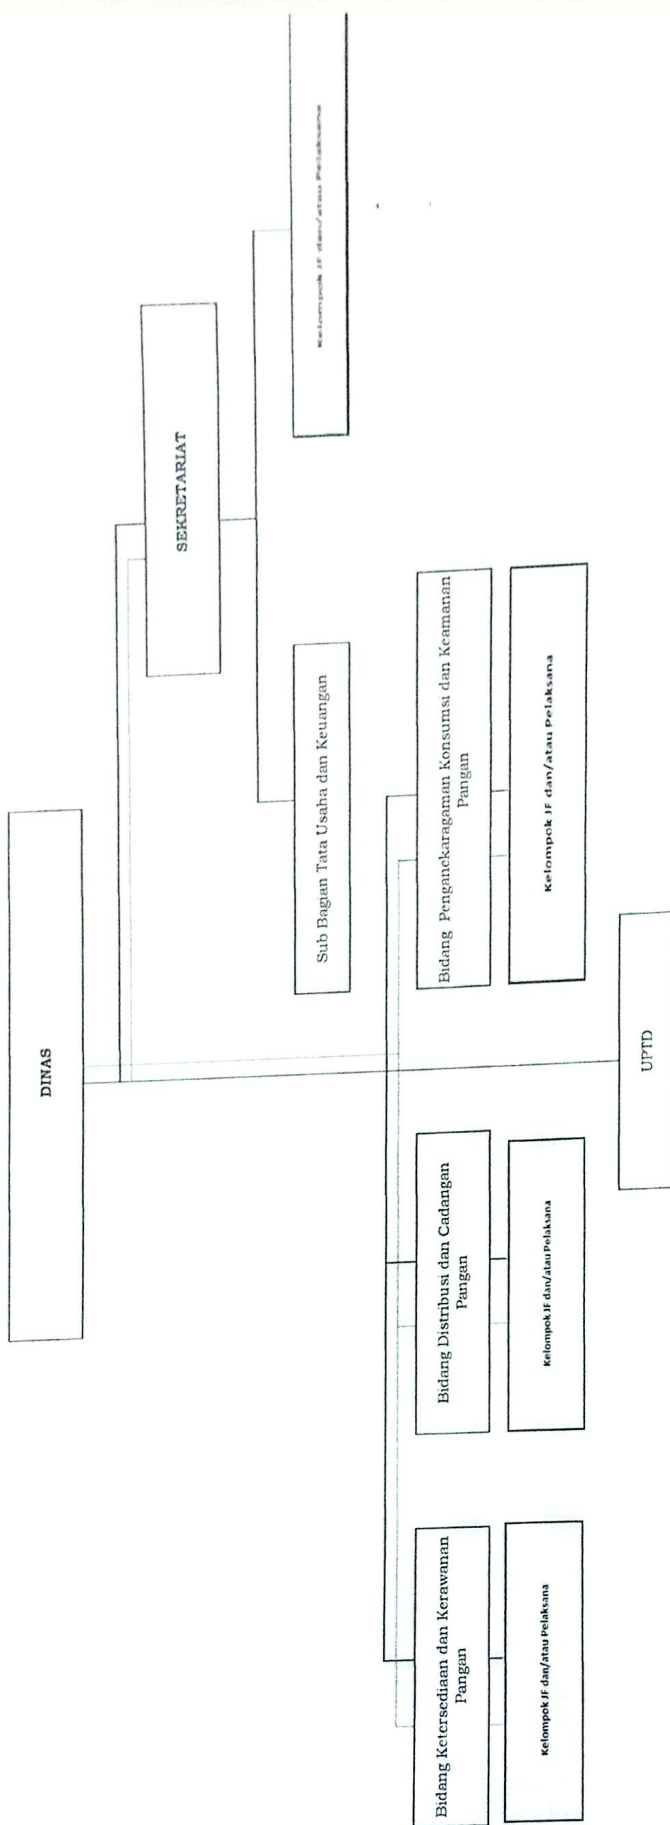 DINAS
SEKRETARIAT
Sub Bagian Tata Usaha dan Keuangan
Kelompok JF dan/atau Pelaksana
Bidang Ketersediaan dan Kerawanan
Pangan
Bidang Distribusi dan Cadangan
Pangan
Bidang Penganekaragaman Konsumsi dan Keamanan
Pangan
Kelompok JF dan/atau Pelaksana
Kelompok JF dan/atau Pelaksana
Kelompok JF dan/atau Pelaksana
UPTD